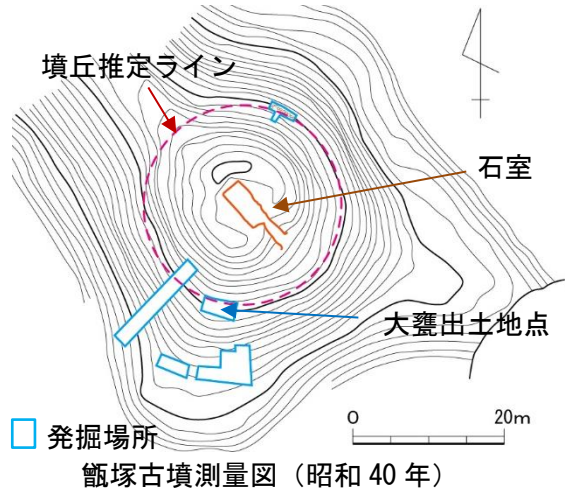 墳丘推定ライン
石室
大甕出土地点
0 20m
発掘場所
甑塚古墳測量図（昭和 40 年）